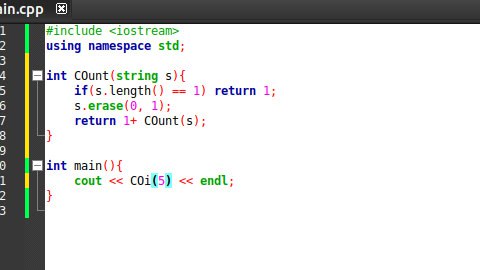 ain.cpp
1 #include <iostream>
2 using namespace std;
3
4 int COunt(string s){
5 if(s.length() == 1) return 1;
6 s.erase(0, 1);
7 return 1+ COunt(s);
8 }
9
0 int main(){
1 cout << COi(5) << endl;
2 }
3